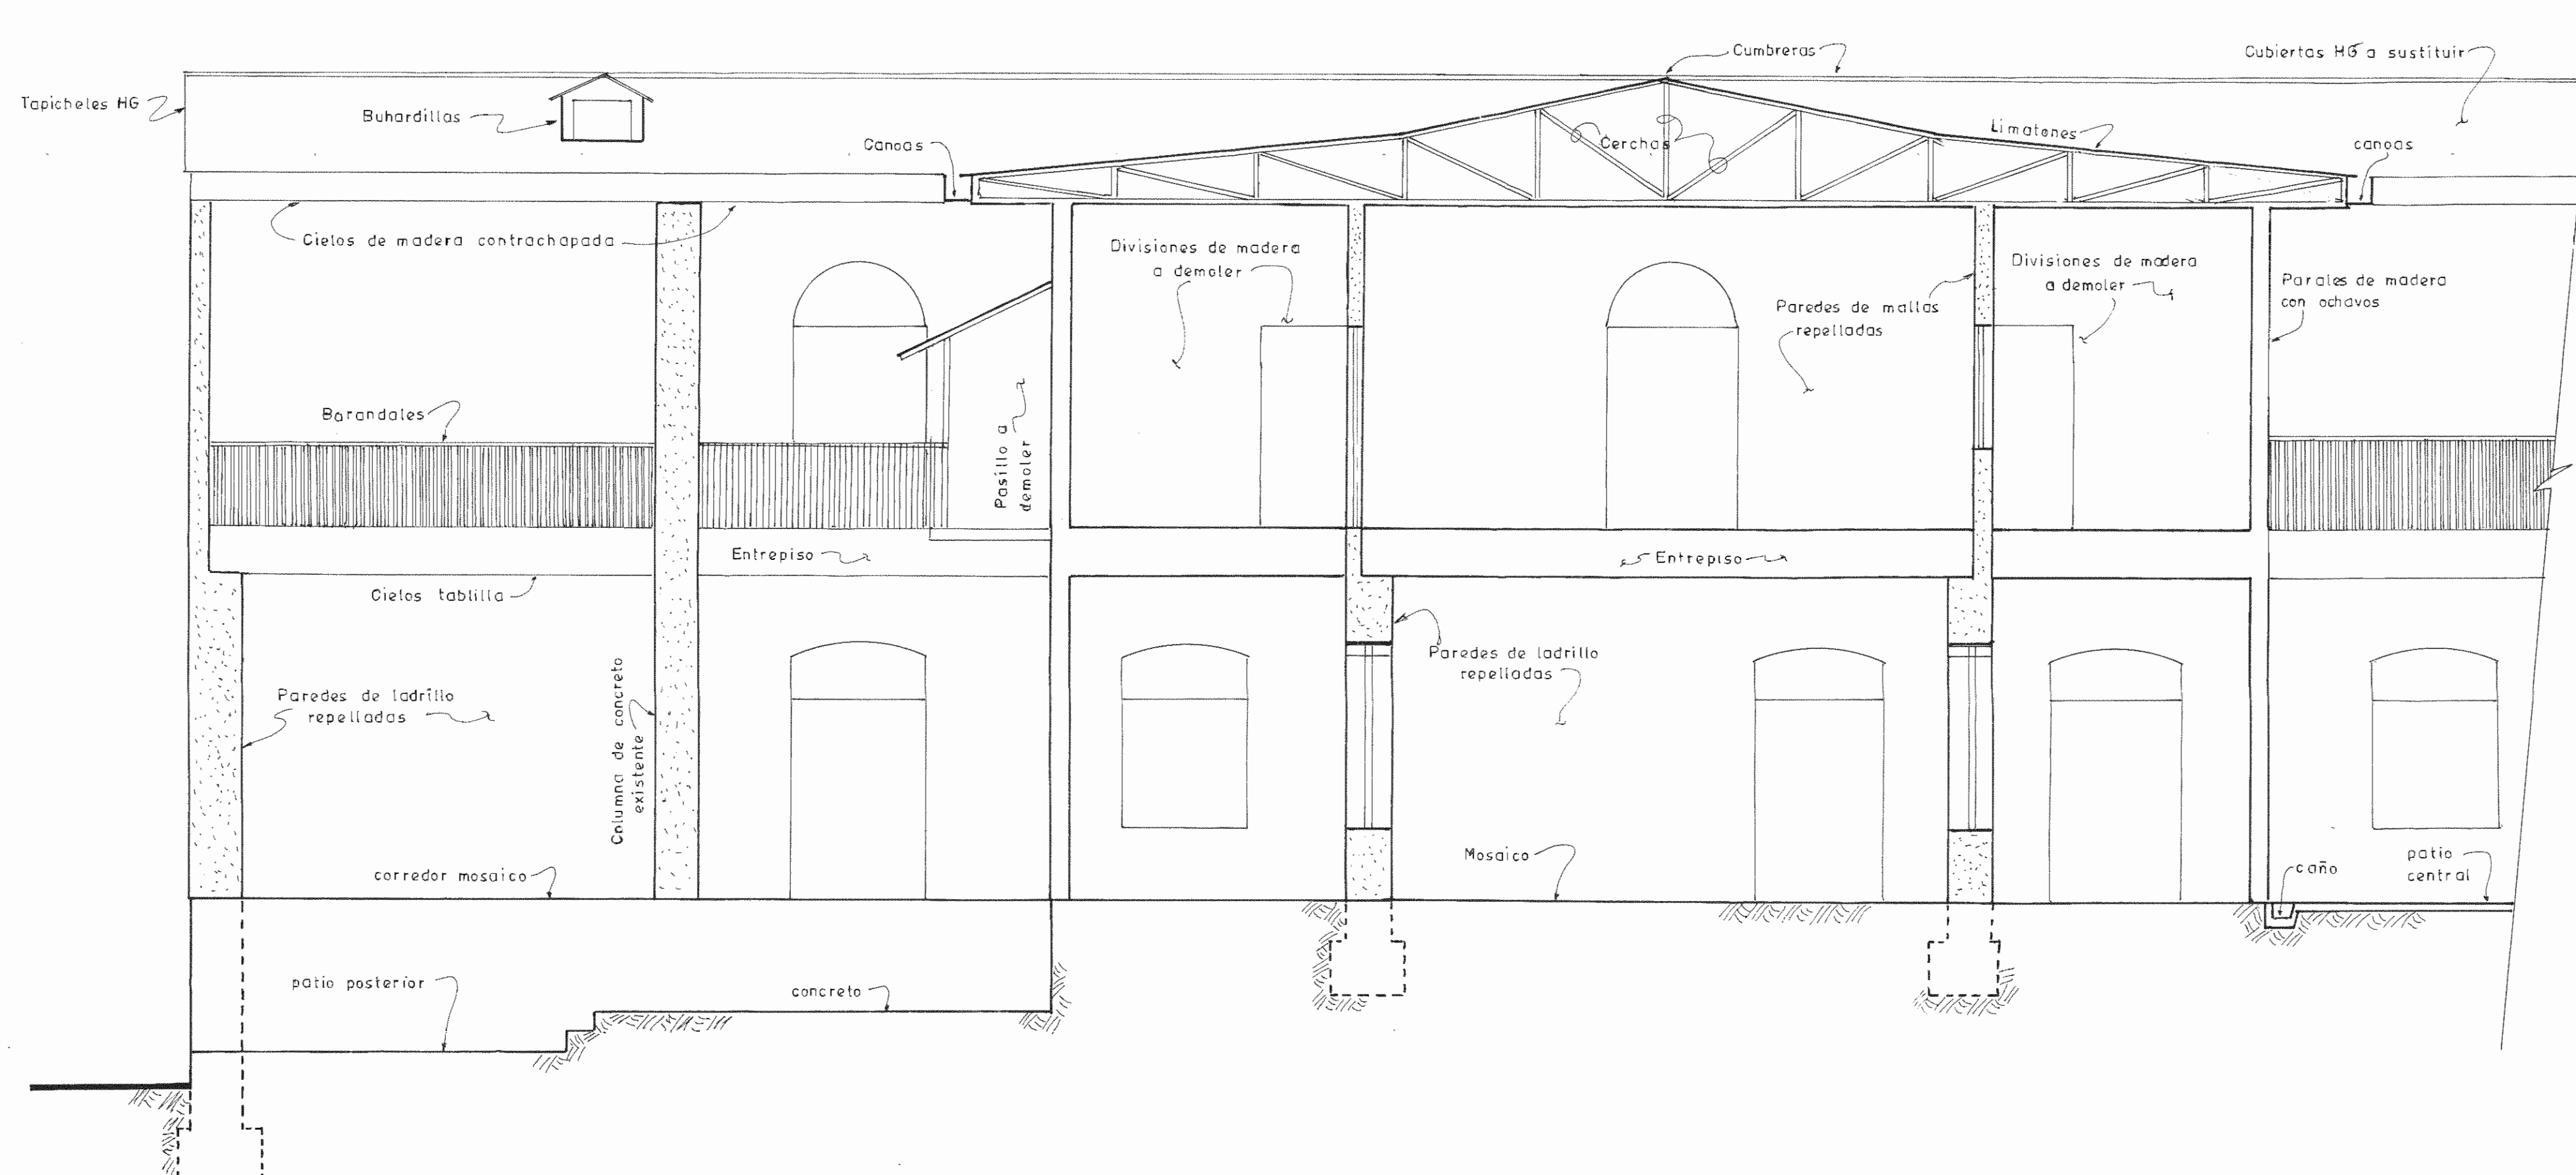 Cumbreras
Cubiertas HG a sustituir
Tapicheles HG
Buhardillas
Canoas
Cerchas
Limatones
canoas
Cielos de madera contrachapada
Divisiones de madera
a demoler
Paredes de mallas
repelladas
Divisiones de madera
a demoler
Parales de madera
con ochavos
Barandales
Pasillo a
demoler
Entrepiso
Entrepiso
Cielos tablilla
Paredes de ladrillo
repelladas
Columna de concreto
existente
Paredes de ladrillo
repelladas
corredor mosaico
Mosaico
caño
patio
central
patio posterior
concreto